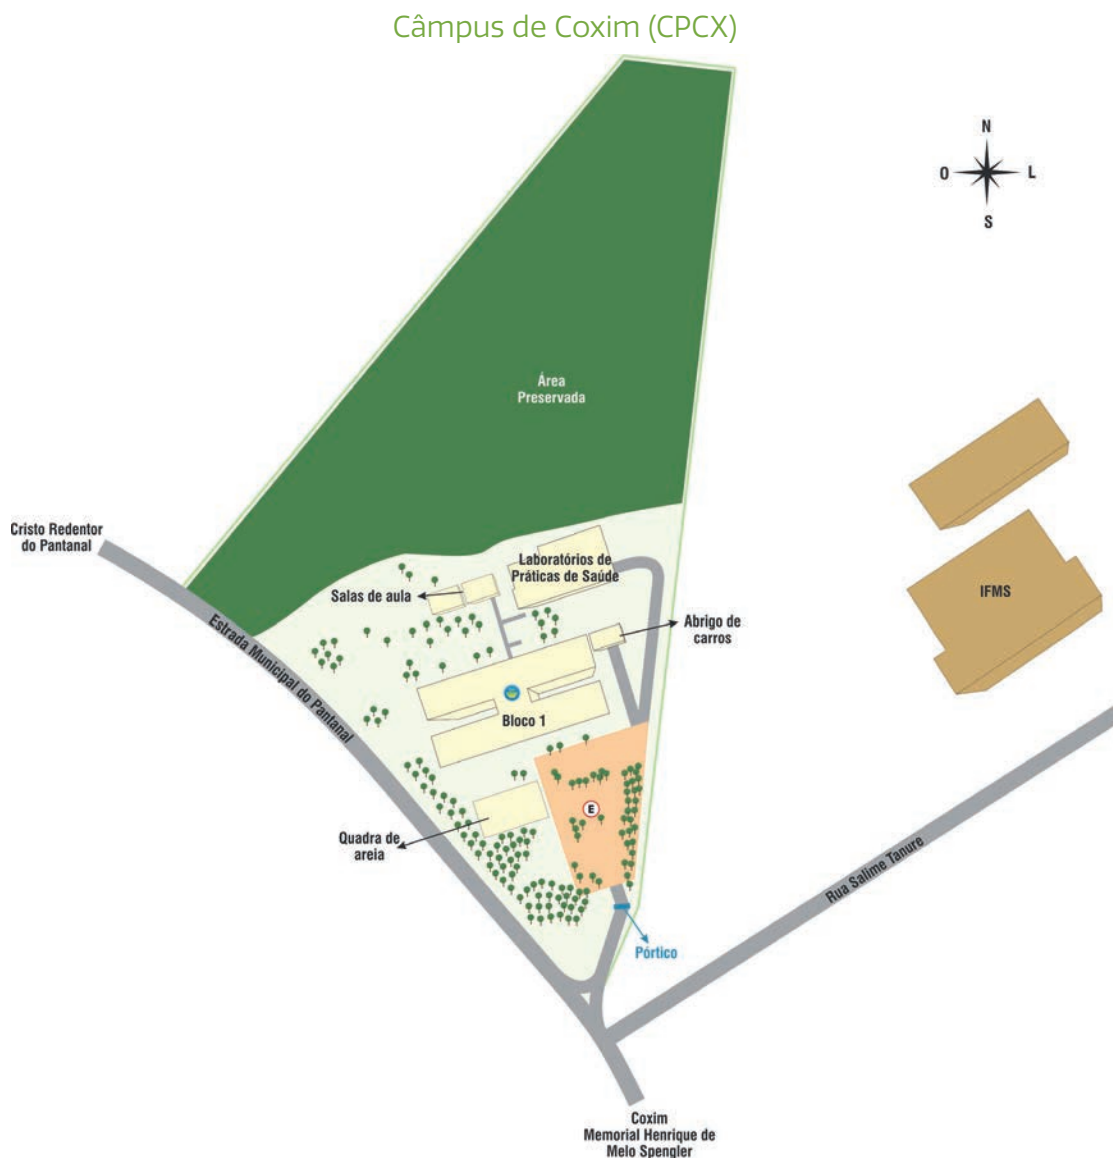 Câmpus de Coxim (CPCX)
N
O
L
S
Área
Preservada
Cristo Redentor
do Pantanal
Laboratórios de
Práticas de Saúde
Salas de aula
IFMS
Abrigo de
carros
Estrada Municipal do Pantanal
Bloco 1
E
Quadra de
areia
Rua Salime Tanure
Pórtico
Coxim
Memorial Henrique de
Melo Spengler